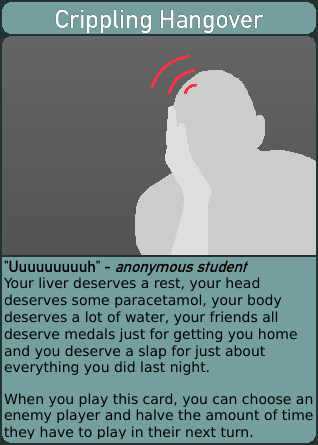 Crippling Hangover
"Uuuuuuuuuh" - anonymous student
Your liver deserves a rest, your head
deserves some paracetamol, your body
deserves a lot of water, your friends all
deserve medals just for getting you home
and you deserve a slap for just about
everything you did last night.
When you play this card, you can choose an
enemy player and halve the amount of time
they have to play in their next turn.